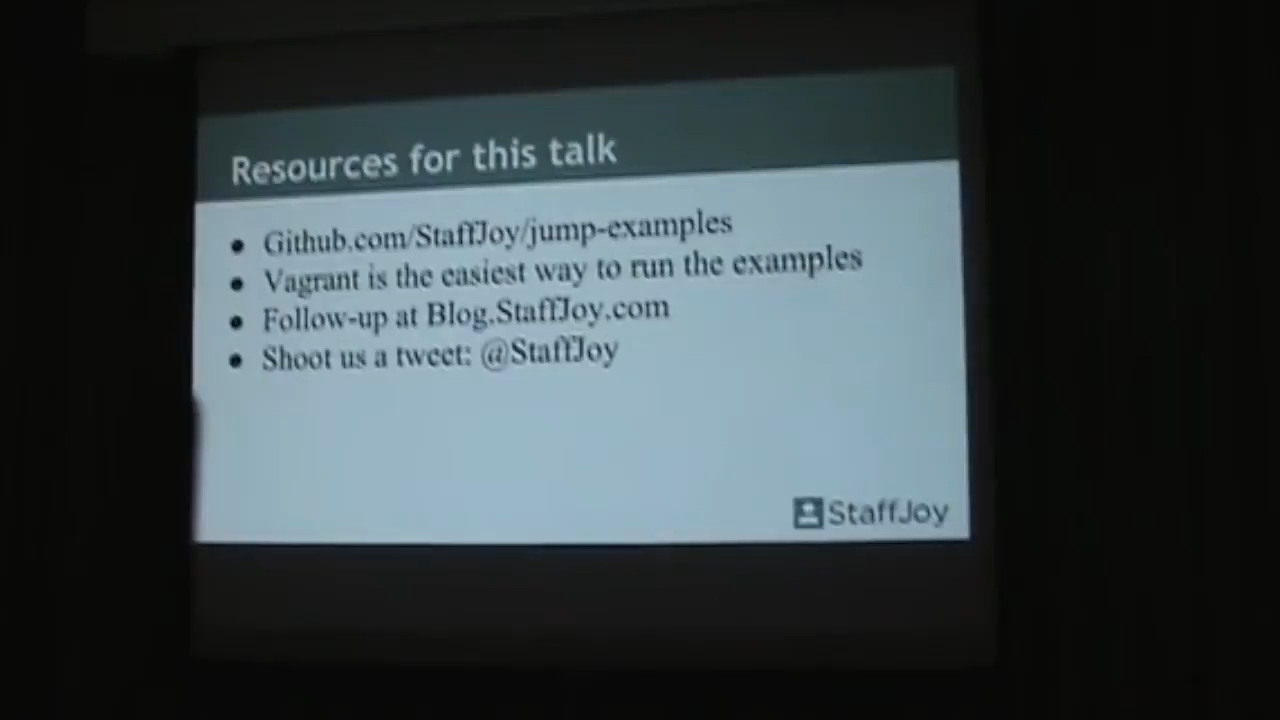 Resources for this talk
• Github.com/StaffJoy/jump-examples
• Vagrant is the easiest way to run the examples
• Follow-up at Blog.StaffJoy.com
• Shoot us a tweet: @StaffJoy
StaffJoy